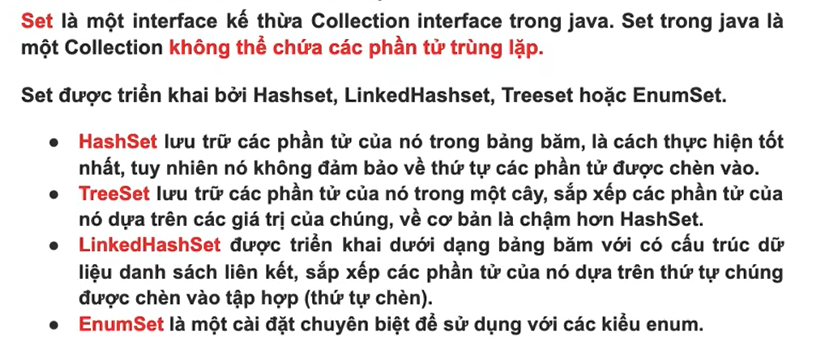 Set là một interface kế thừa Collection interface trong java. Set trong java là
một Collection không thể chứa các phần tử trùng lặp.
Set được triển khai bởi Hashset, LinkedHashset, Treeset hoặc EnumSet.
● HashSet lưu trữ các phần tử của nó trong bảng băm, là cách thực hiện tốt
nhất, tuy nhiên nó không đảm bảo về thứ tự các phần tử được chèn vào.
● TreeSet lưu trữ các phần tử của nó trong một cây, sắp xếp các phần tử của
nó dựa trên các giá trị của chúng, về cơ bản là chậm hơn HashSet.
● LinkedHashSet được triển khai dưới dạng bảng băm với có cấu trúc dữ
liệu danh sách liên kết, sắp xếp các phần tử của nó dựa trên thứ tự chúng
được chèn vào tập hợp (thứ tự chèn).
● EnumSet là một cài đặt chuyên biệt để sử dụng với các kiểu enum.